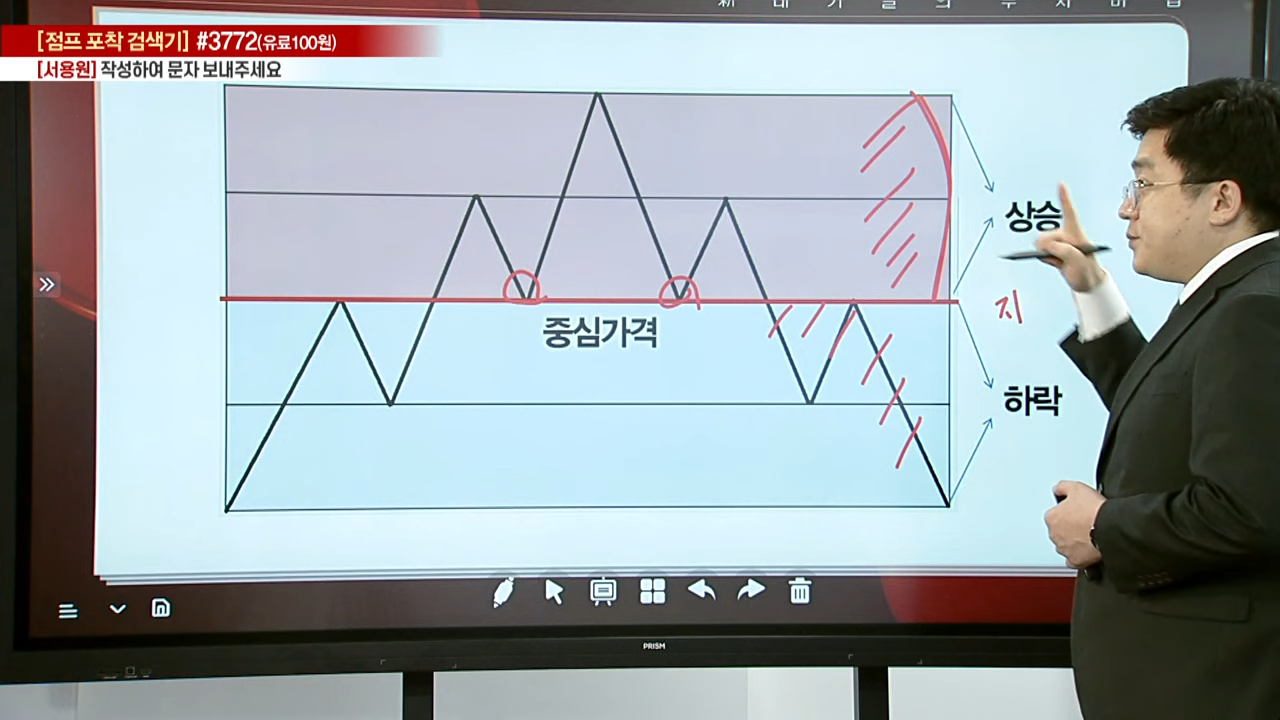 [점프 포착 검색기] #3772(유료100원)
[서용원] 작성하여 문자 보내주세요
상승
지
중심가격
하락
PRISM